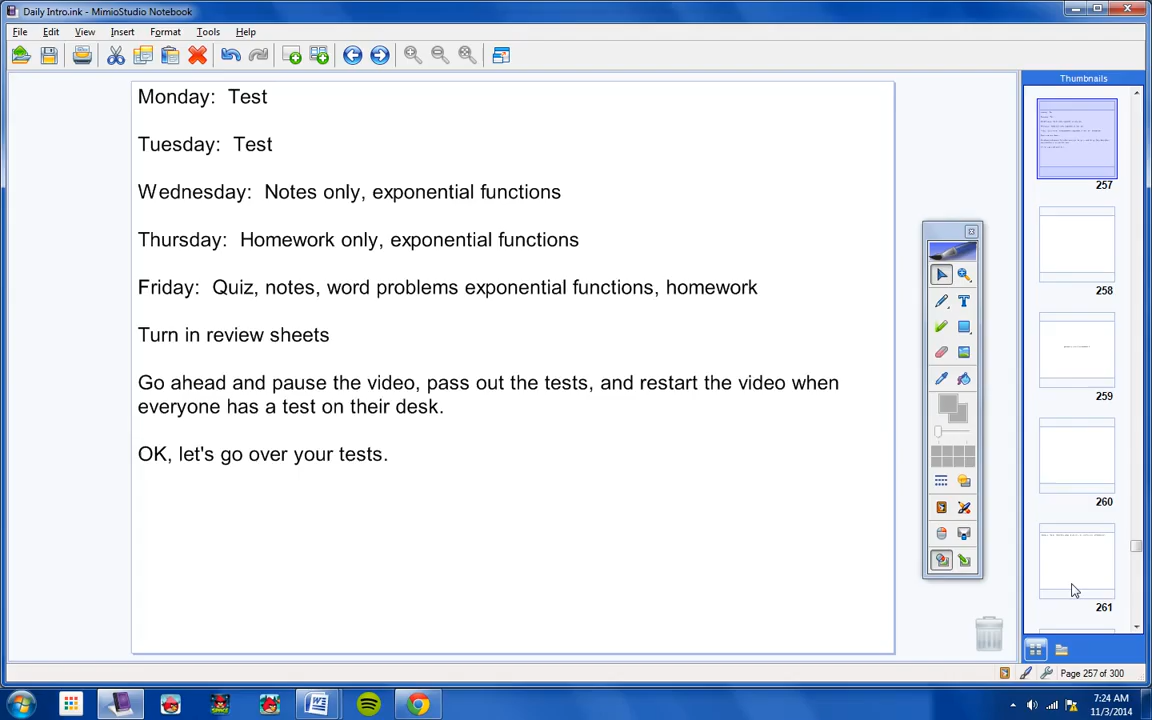 Daily Intro.ink - MimioStudio Notebook
File Edit View Insert Format Tools Help
Thumbnails
Monday: Test
Tuesday: Test
Wednesday: Notes only, exponential functions
Thursday: Homework only, exponential functions
Friday: Quiz, notes, word problems exponential functions, homework
Turn in review sheets
Go ahead and pause the video, pass out the tests, and restart the video when
everyone has a test on their desk.
OK, let's go over your tests.
257
258
259
260
261
Page 257 of 300
7:24 AM
11/3/2014